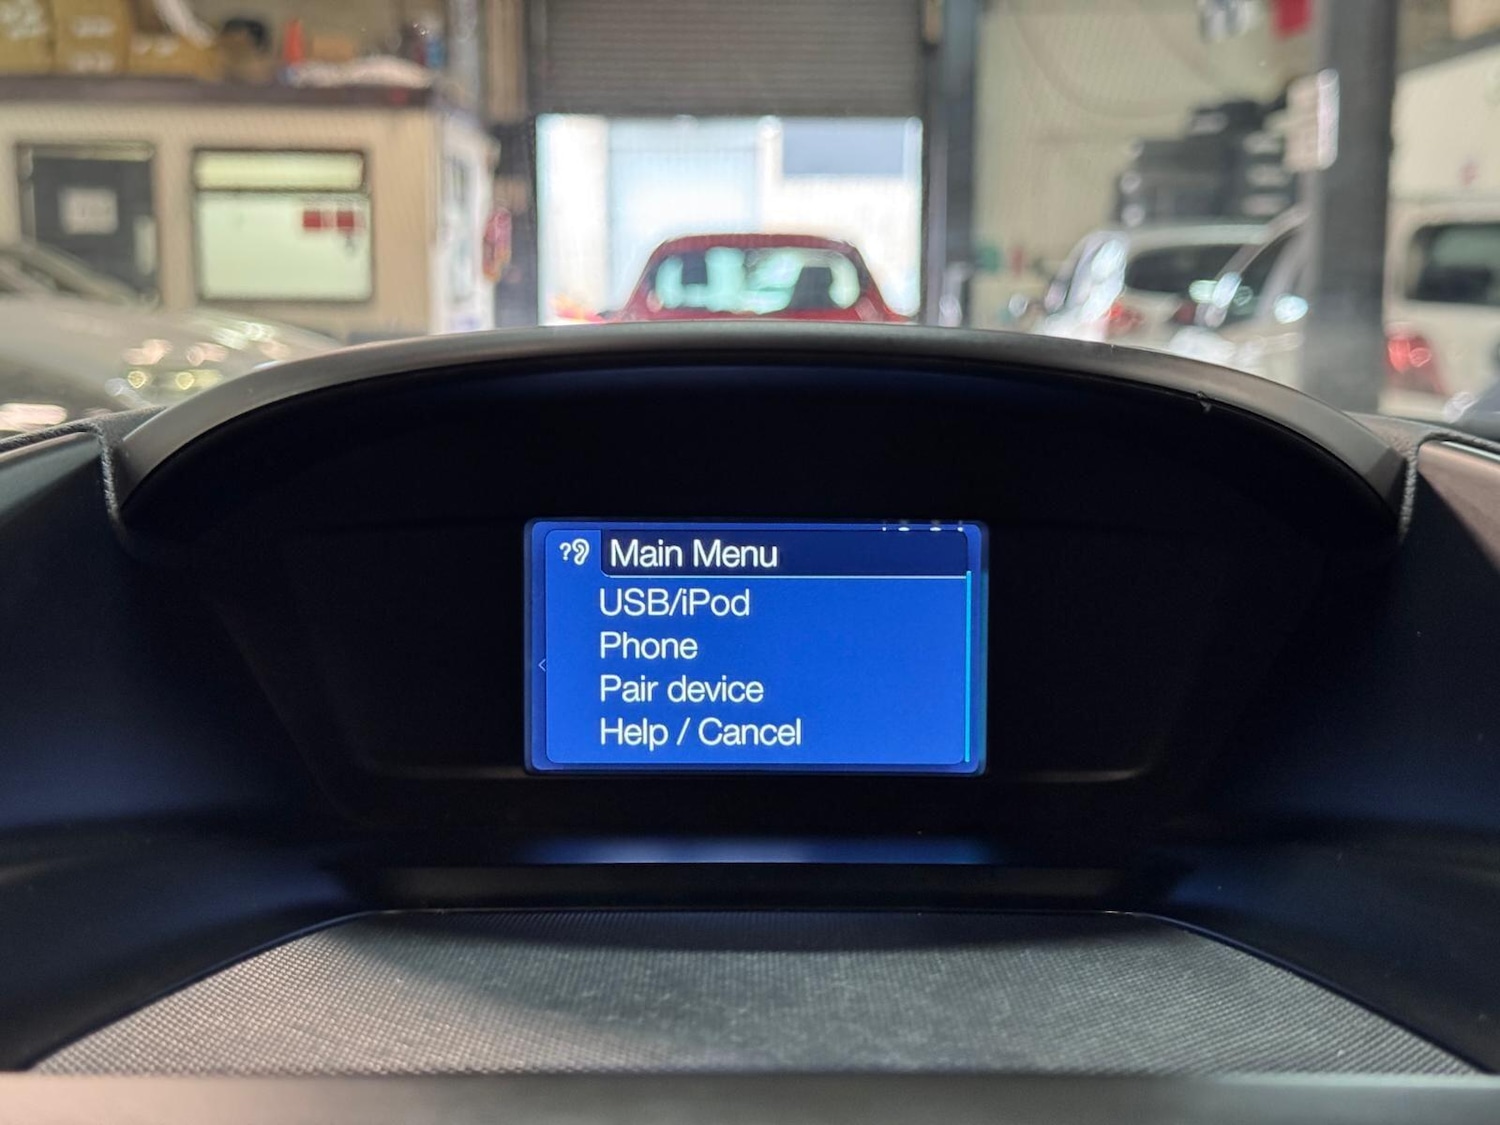 Main Menu
USB/iPod
Phone
Pair device
Help / Cancel